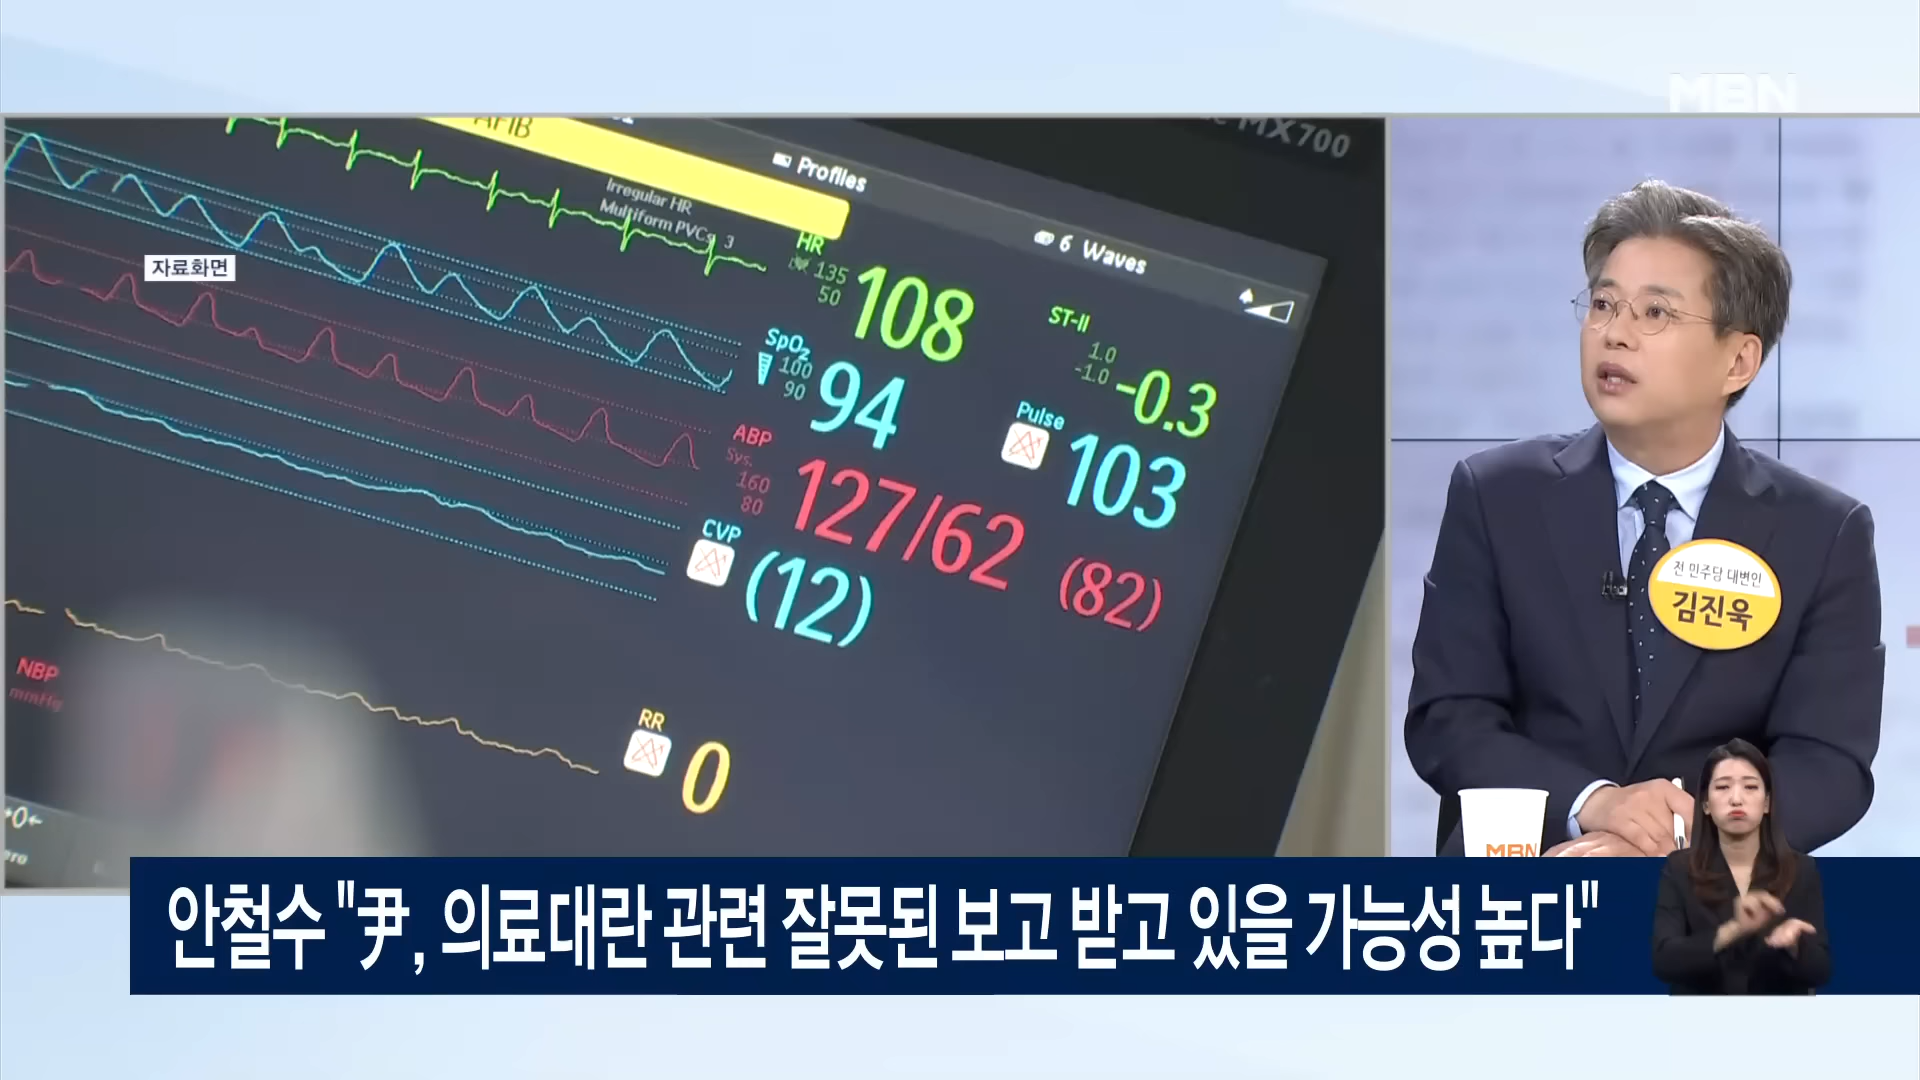 MBN
MX700
AFIB
Profiles
Irregular HR
Multiform PVCs 3
6 Waves
자료화면
HR
135
50
108
ST-II
1.0
-1.0
-0.3
SpO₂
100
90
94
Pulse
103
ABP
Sys.
160
80
127/62 (82)
CVP
(12)
NBP
mmHg
RR
0
전 민주당 대변인
김진욱
MBN
안철수 "尹, 의료대란 관련 잘못된 보고 받고 있을 가능성 높다"